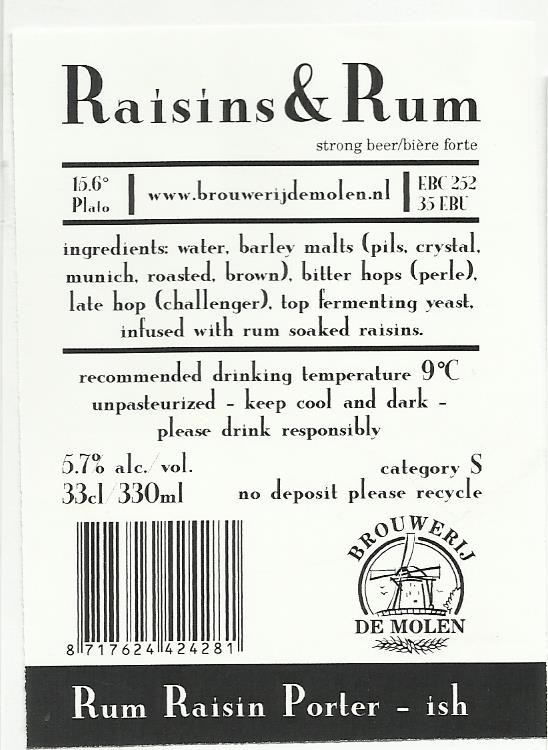 Raisins & Rum
strong beer/bière forte
15.6°
Plato
www.brouwerijdemolen.nl
EBC 252
35 EBU
ingredients: water, barley malts (pils, crystal,
munich, roasted, brown), bitter hops (perle),
late hop (challenger), top fermenting yeast,
infused with rum soaked raisins.
recommended drinking temperature 9°C
unpasteurized - keep cool and dark -
please drink responsibly
5.7% alc./vol.
category S
33cl/330ml
no deposit please recycle
8 717624 424281
BROUWERIJ
DE MOLEN
Rum Raisin Porter - ish